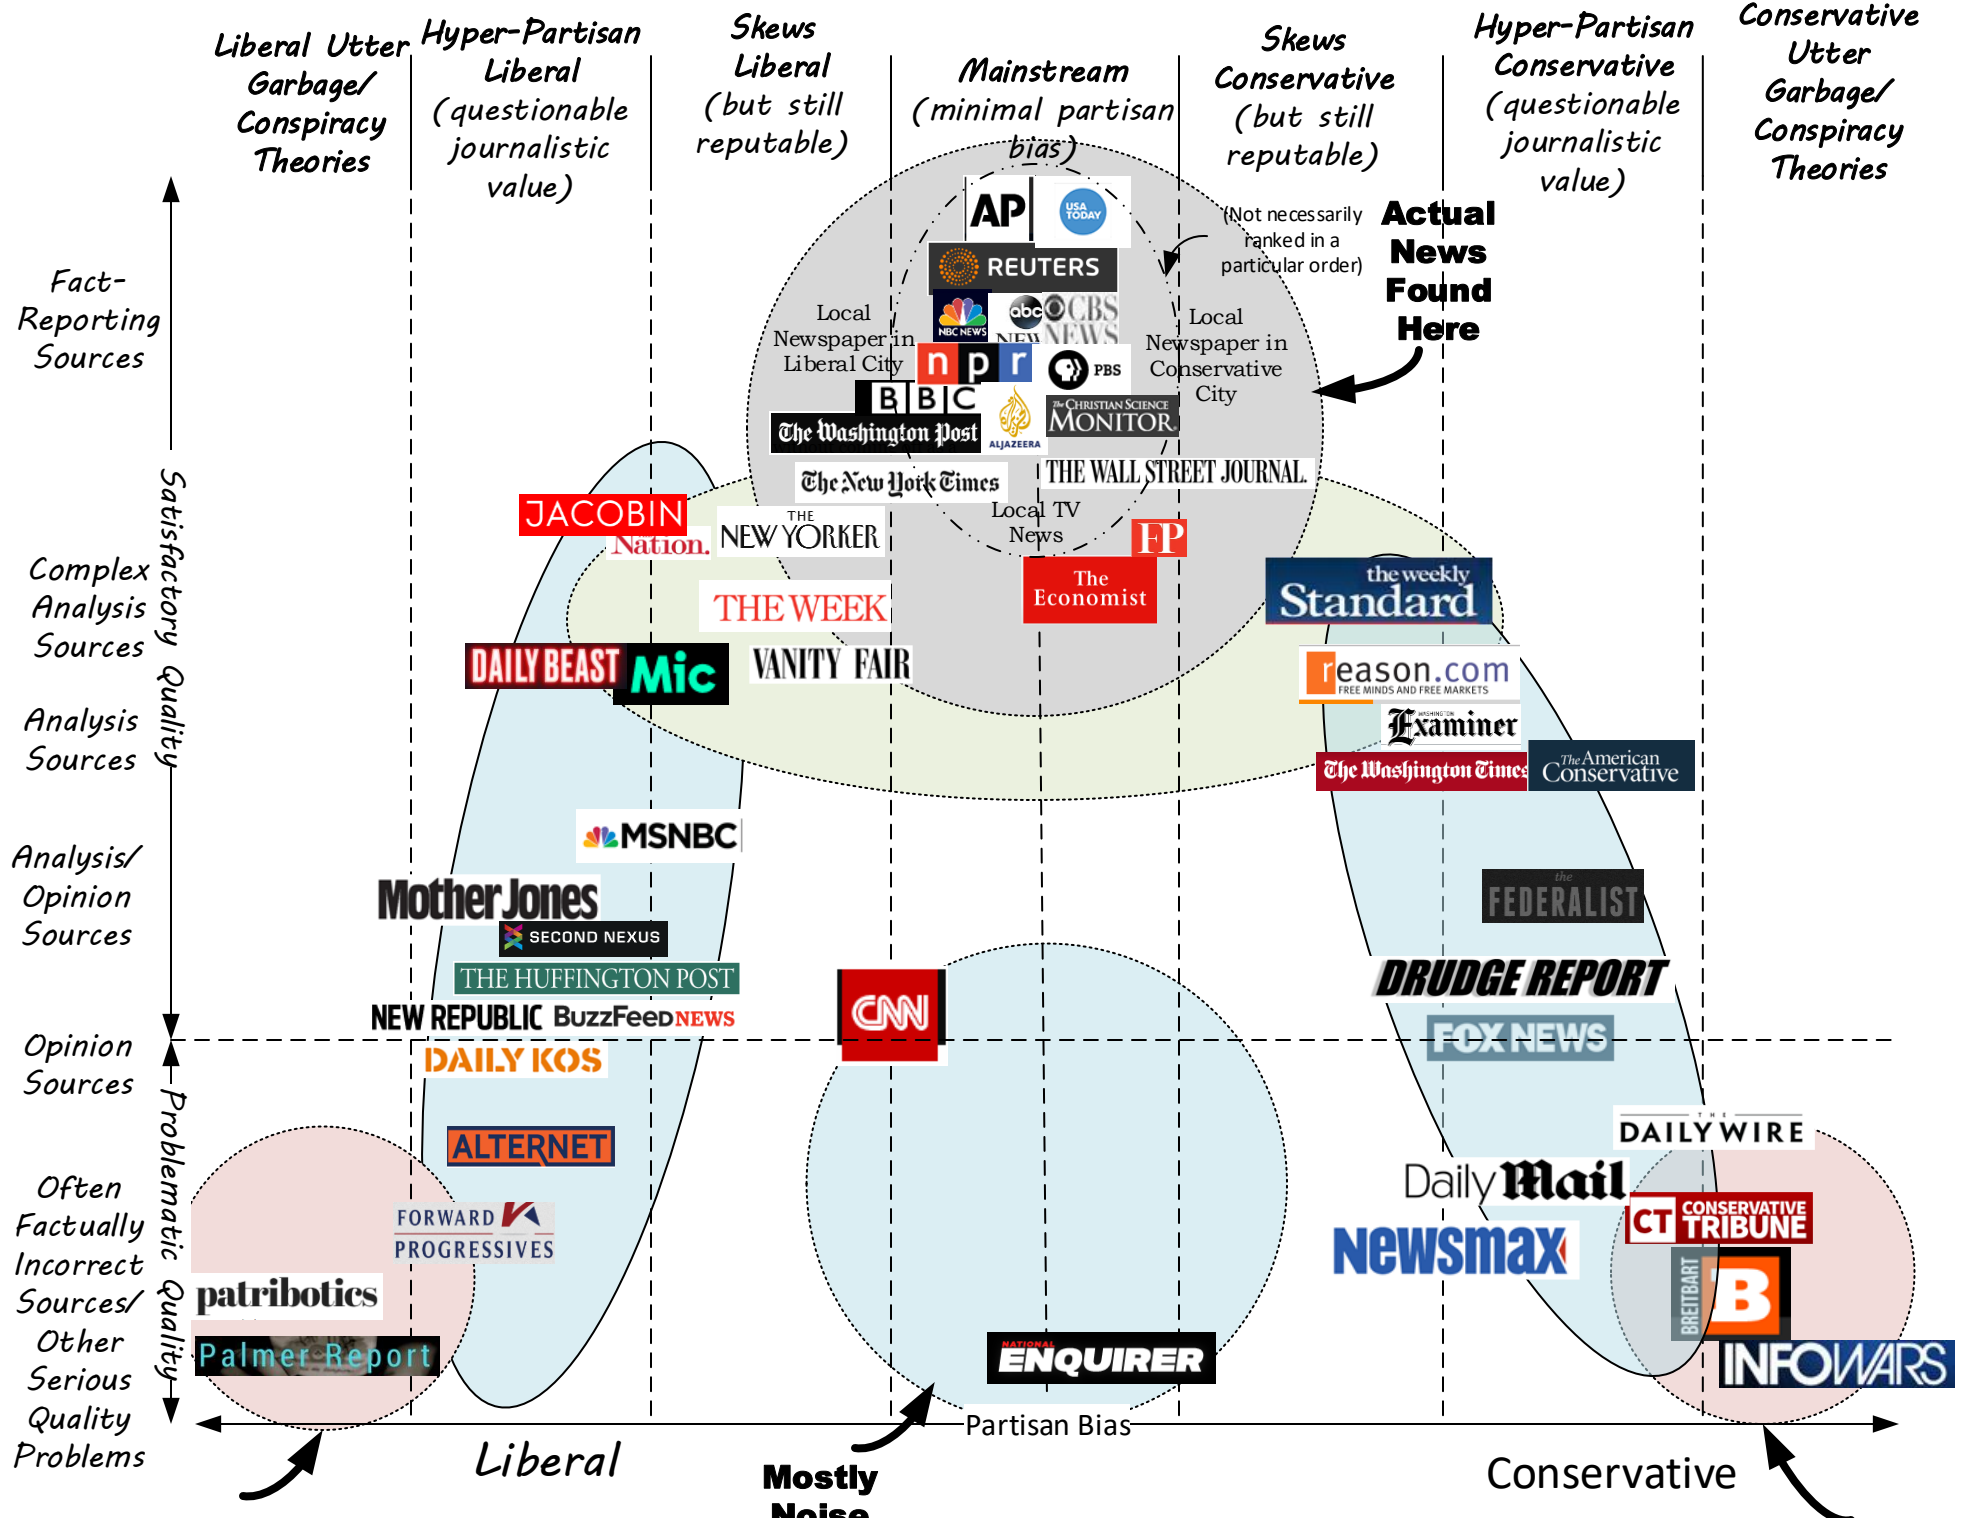 Liberal Utter
Garbage/
Conspiracy
Theories
Hyper-Partisan
Liberal
(questionable
journalistic
value)
Skews
Liberal
(but still
reputable)
Mainstream
(minimal partisan
bias)
Skews
Conservative
(but still
reputable)
Hyper-Partisan
Conservative
(questionable
journalistic
value)
Conservative
Utter
Garbage/
Conspiracy
Theories
Fact-
Reporting
Sources
Complex
Analysis
Sources
Analysis
Sources
Analysis/
Opinion
Sources
Opinion
Sources
Often
Factually
Incorrect
Sources/
Other
Serious
Quality
Problems
Satisfactory Quality
Problematic Quality
AP
USA
TODAY
REUTERS
NBC NEWS
abc
NEW
CBS
NEWS
Local
Newspaper in
Liberal City
npr
PBS
Local
Newspaper in
Conservative
City
(Not necessarily
ranked in a
particular order)
Actual
News
Found
Here
BBC
The Washington Post
ALJAZEERA
The CHRISTIAN SCIENCE
MONITOR
The New York Times
THE WALL STREET JOURNAL.
Local TV
News
FP
The
Economist
JACOBIN
Nation.
THE
NEW YORKER
THE WEEK
DAILY BEAST
Mic
VANITY FAIR
the weekly
Standard
reason.com
FREE MINDS AND FREE MARKETS
WASHINGTON
Examiner
The Washington Times
The American
Conservative
MSNBC
Mother Jones
SECOND NEXUS
THE HUFFINGTON POST
NEW REPUBLIC
BuzzFeed NEWS
DAILY KOS
ALTERNET
FORWARD
PROGRESSIVES
patribotics
Palmer Report
CNN
NATIONAL
ENQUIRER
the
FEDERALIST
DRUDGE REPORT
FOX NEWS
THE
DAILY WIRE
Daily Mail
CT CONSERVATIVE
TRIBUNE
Newsmax
BREITBART
B
INFOWARS
Partisan Bias
Liberal
Conservative
Mostly
Noise